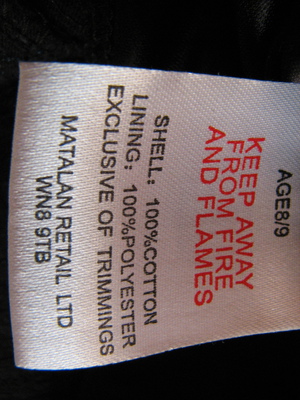 AGE8/9
KEEP AWAY
FROM FIRE
AND FLAMES
SHELL: 100%COTTON
LINING: 100%POLYESTER
EXCLUSIVE OF TRIMMINGS
MATALAN RETAIL LTD
WN8 9TB